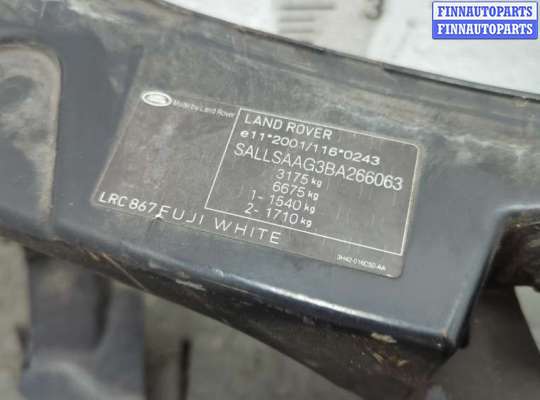 FINNAUTOPARTS
FINNAUTOPARTS
Made by Land Rover
LAND ROVER
e11*2001/116*0243
SALLSAAG3BA266063
3175 kg
6675 kg
1- 1540 kg
2- 1710 kg
LRC 867 FUJI WHITE